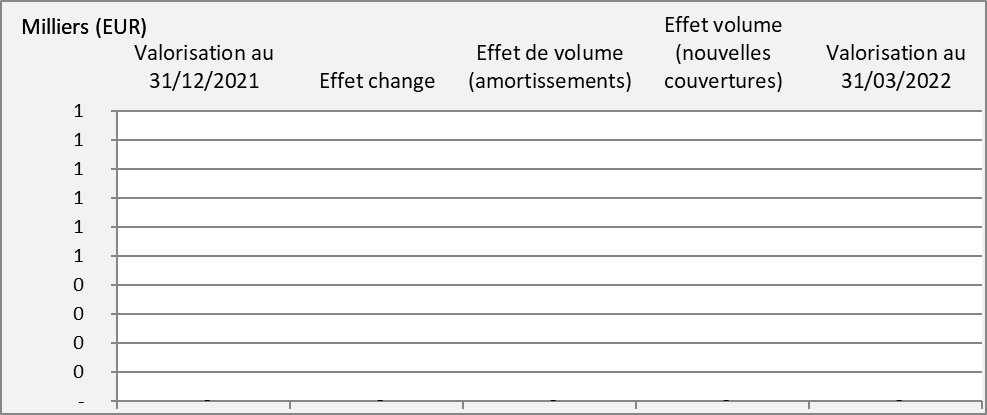 Milliers (EUR)
Valorisation au
31/12/2021
Effet change
Effet de volume
(amortissements)
Effet volume
(nouvelles
couvertures)
Valorisation au
31/03/2022
1
1
1
1
1
1
0
0
0
0
-
- - - - -